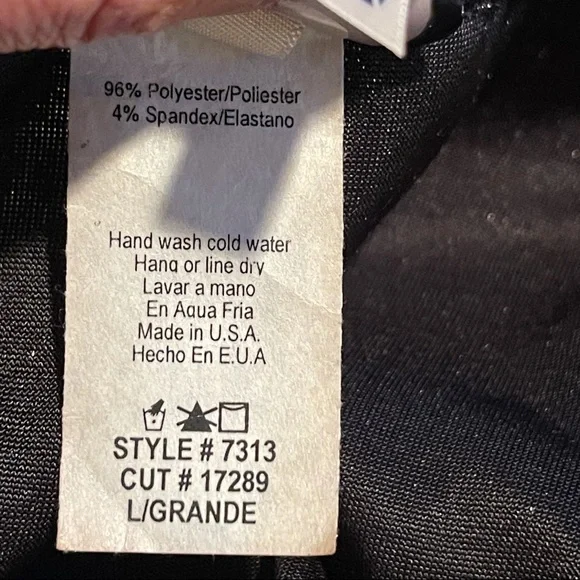 96% Polyester/Poliester
4% Spandex/Elastano
Hand wash cold water
Hang or line dry
Lavar a mano
En Agua Fria
Made in U.S.A.
Hecho En E.U.A
STYLE # 7313
CUT # 17289
L/GRANDE